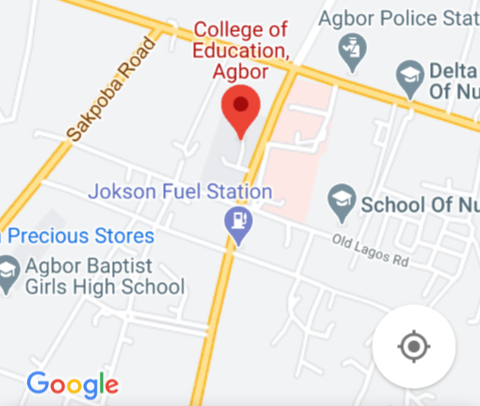 College of
Education,
Agbor
Agbor Police Stat
Sakpoba Road
Delta
Of Nu
Jokson Fuel Station
School Of Nu
Precious Stores
Old Lagos Rd
Agbor Baptist
Girls High School
Google